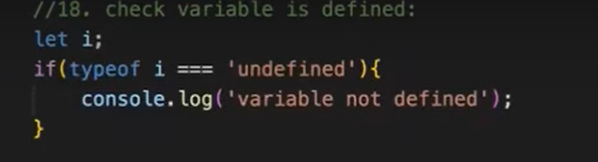 //18. check variable is defined:
let i;
if(typeof i === 'undefined'){
    console.log('variable not defined');
}